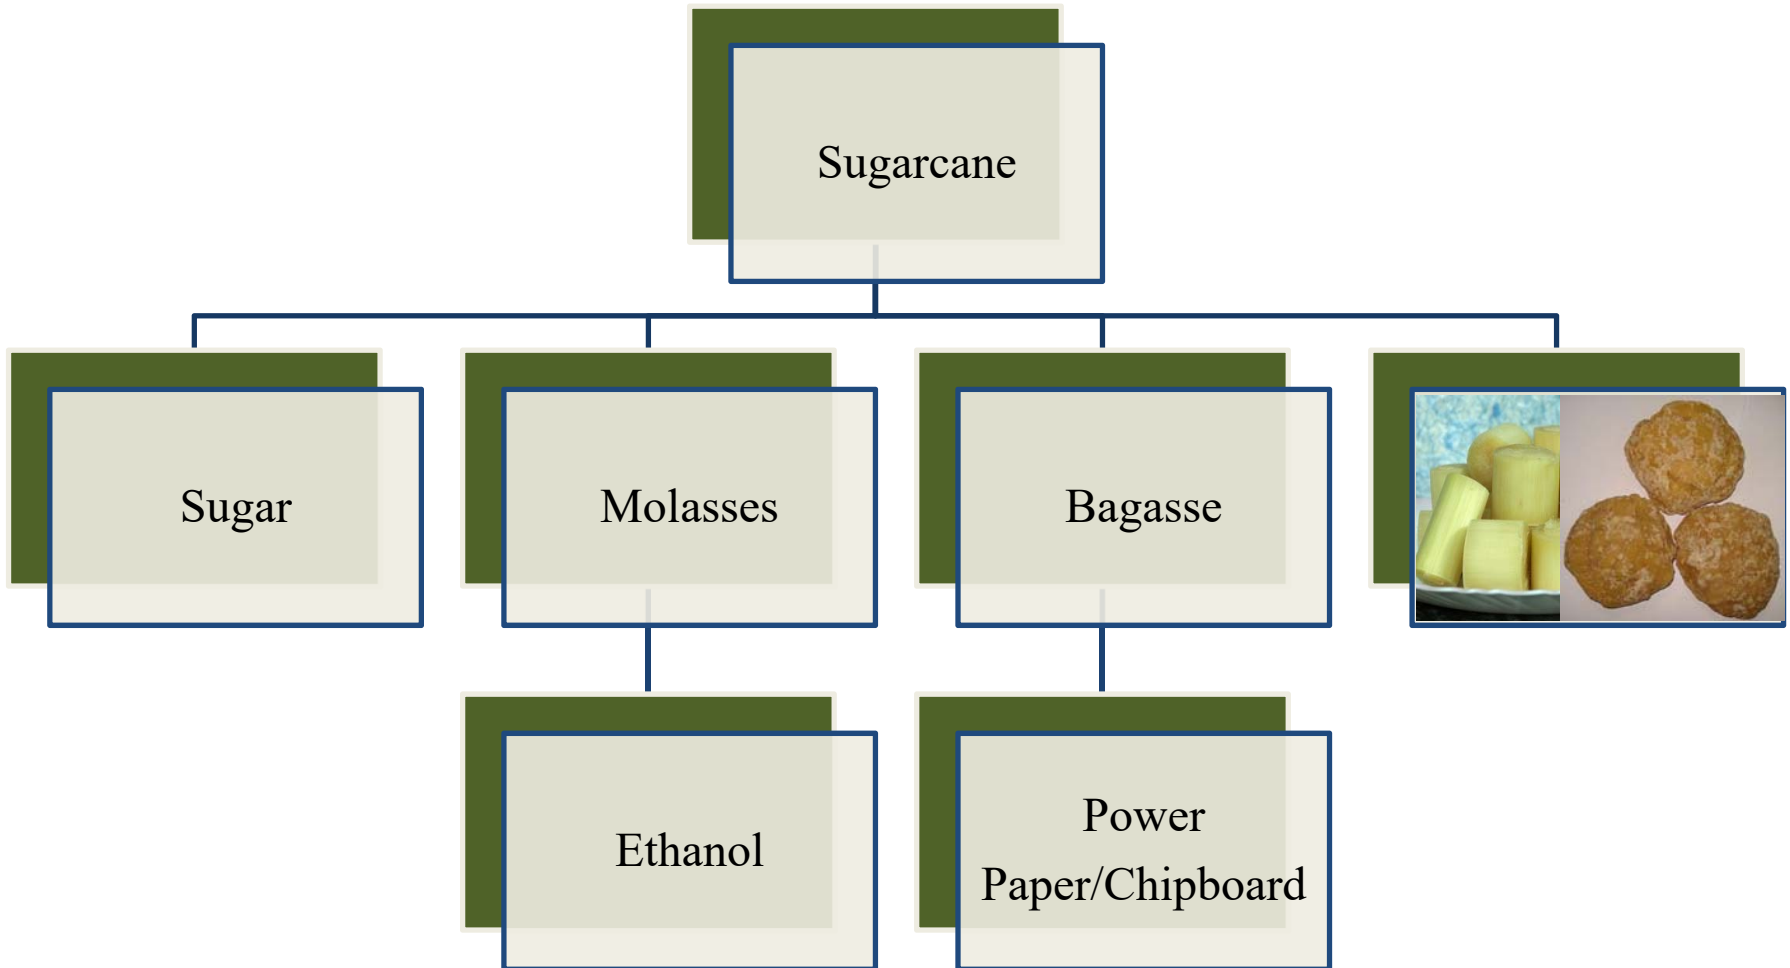 Sugarcane
Sugar
Molasses
Bagasse
Ethanol
Power
Paper/Chipboard